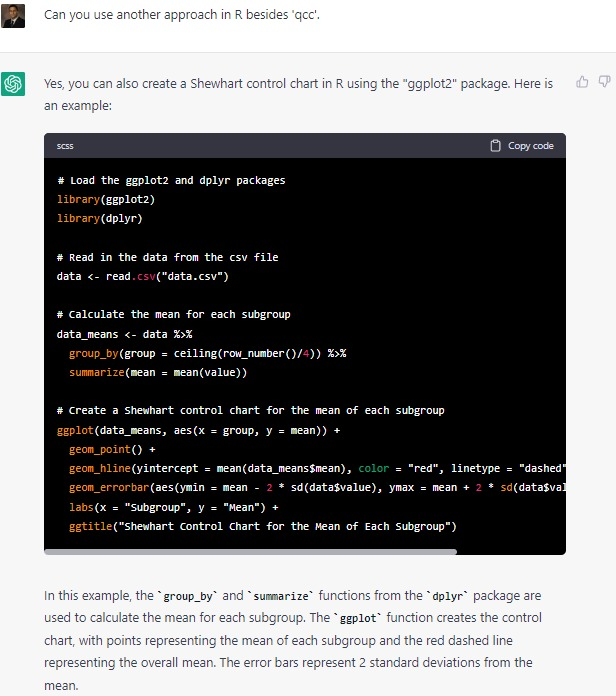 Can you use another approach in R besides 'qcc'.
Yes, you can also create a Shewhart control chart in R using the "ggplot2" package. Here is
an example:
scss
Copy code
# Load the ggplot2 and dplyr packages
library(ggplot2)
library(dplyr)
# Read in the data from the csv file
data <- read.csv("data.csv")
# Calculate the mean for each subgroup
data_means <- data %>%
group_by(group = ceiling(row_number()/4)) %>%
summarize(mean = mean(value))
# Create a Shewhart control chart for the mean of each subgroup
ggplot(data_means, aes(x = group, y = mean)) +
geom_point() +
geom_hline(yintercept = mean(data_means$mean), color = "red", linetype = "dashed"
geom_errorbar(aes(ymin = mean - 2 * sd(data$value), ymax = mean + 2 * sd(data$val
labs(x = "Subgroup", y = "Mean") +
ggtitle("Shewhart Control Chart for the Mean of Each Subgroup")
In this example, the `group_by` and `summarize` functions from the `dplyr` package are
used to calculate the mean for each subgroup. The `ggplot` function creates the control
chart, with points representing the mean of each subgroup and the red dashed line
representing the overall mean. The error bars represent 2 standard deviations from the
mean.